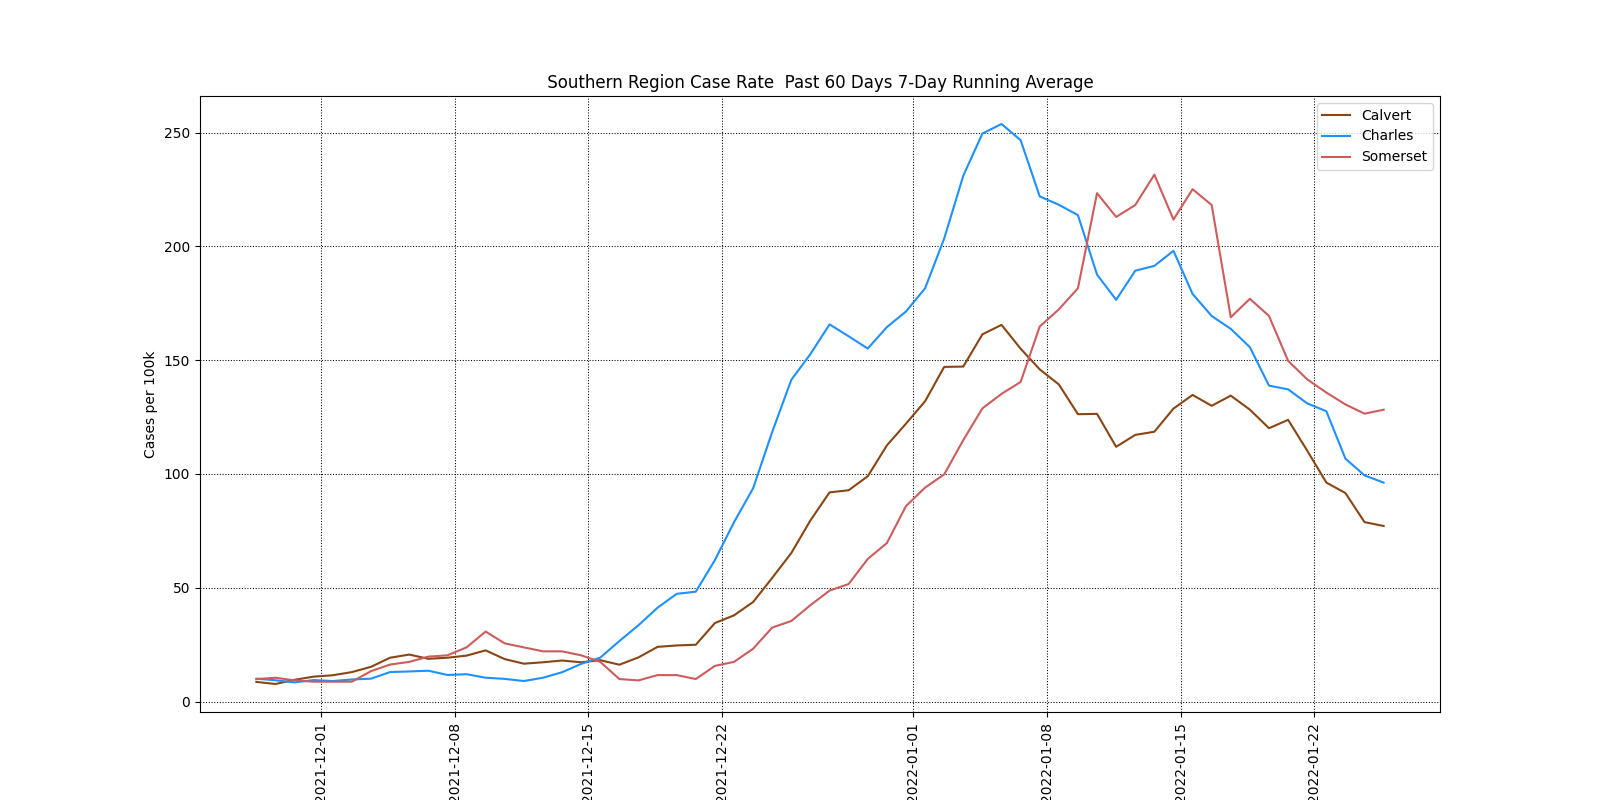 Southern Region Case Rate  Past 60 Days 7-Day Running Average
Calvert
Charles
Somerset
Cases per 100k
250
200
150
100
50
0
2021-12-01
2021-12-08
2021-12-15
2021-12-22
2022-01-01
2022-01-08
2022-01-15
2022-01-22